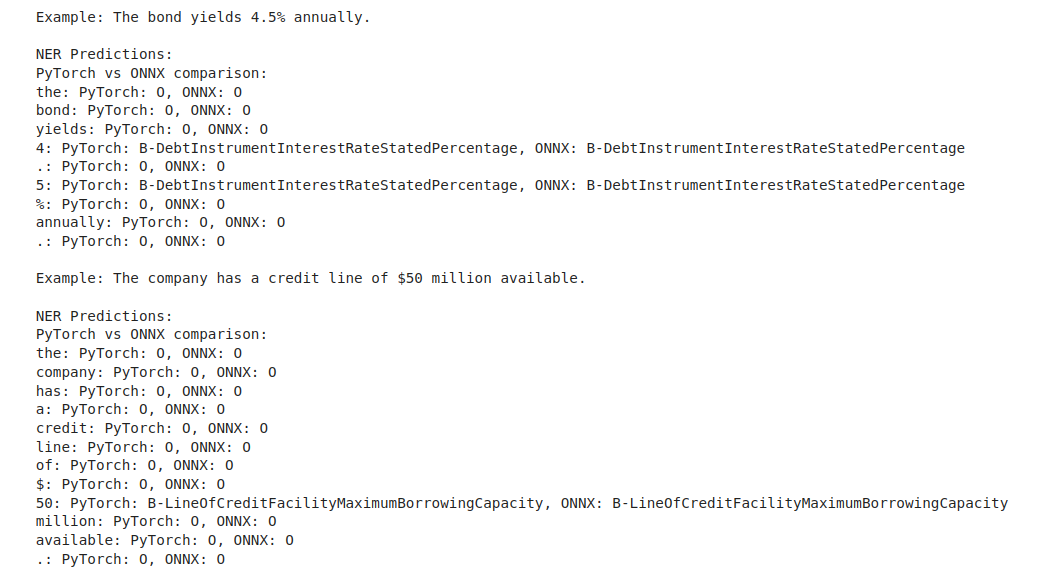 Example: The bond yields 4.5% annually.
NER Predictions:
PyTorch vs ONNX comparison:
the: PyTorch: O, ONNX: O
bond: PyTorch: O, ONNX: O
yields: PyTorch: O, ONNX: O
4: PyTorch: B-DebtInstrumentInterestRateStatedPercentage, ONNX: B-DebtInstrumentInterestRateStatedPercentage
.: PyTorch: O, ONNX: O
5: PyTorch: B-DebtInstrumentInterestRateStatedPercentage, ONNX: B-DebtInstrumentInterestRateStatedPercentage
%: PyTorch: O, ONNX: O
annually: PyTorch: O, ONNX: O
.: PyTorch: O, ONNX: O
Example: The company has a credit line of $50 million available.
NER Predictions:
PyTorch vs ONNX comparison:
the: PyTorch: O, ONNX: O
company: PyTorch: O, ONNX: O
has: PyTorch: O, ONNX: O
a: PyTorch: O, ONNX: O
credit: PyTorch: O, ONNX: O
line: PyTorch: O, ONNX: O
of: PyTorch: O, ONNX: O
$: PyTorch: O, ONNX: O
50: PyTorch: B-LineOfCreditFacilityMaximumBorrowingCapacity, ONNX: B-LineOfCreditFacilityMaximumBorrowingCapacity
million: PyTorch: O, ONNX: O
available: PyTorch: O, ONNX: O
.: PyTorch: O, ONNX: O